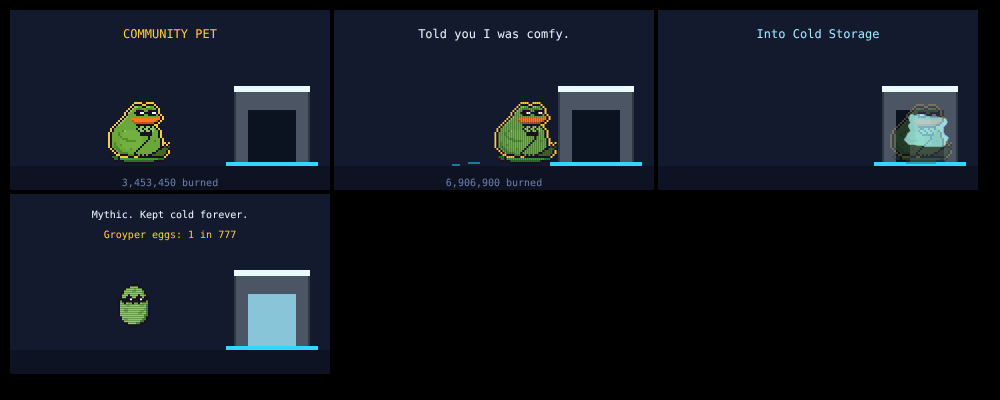 COMMUNITY PET
3,453,450 burned
Told you I was comfy.
6,906,900 burned
Into Cold Storage
Mythic. Kept cold forever.
Groyper eggs: 1 in 777